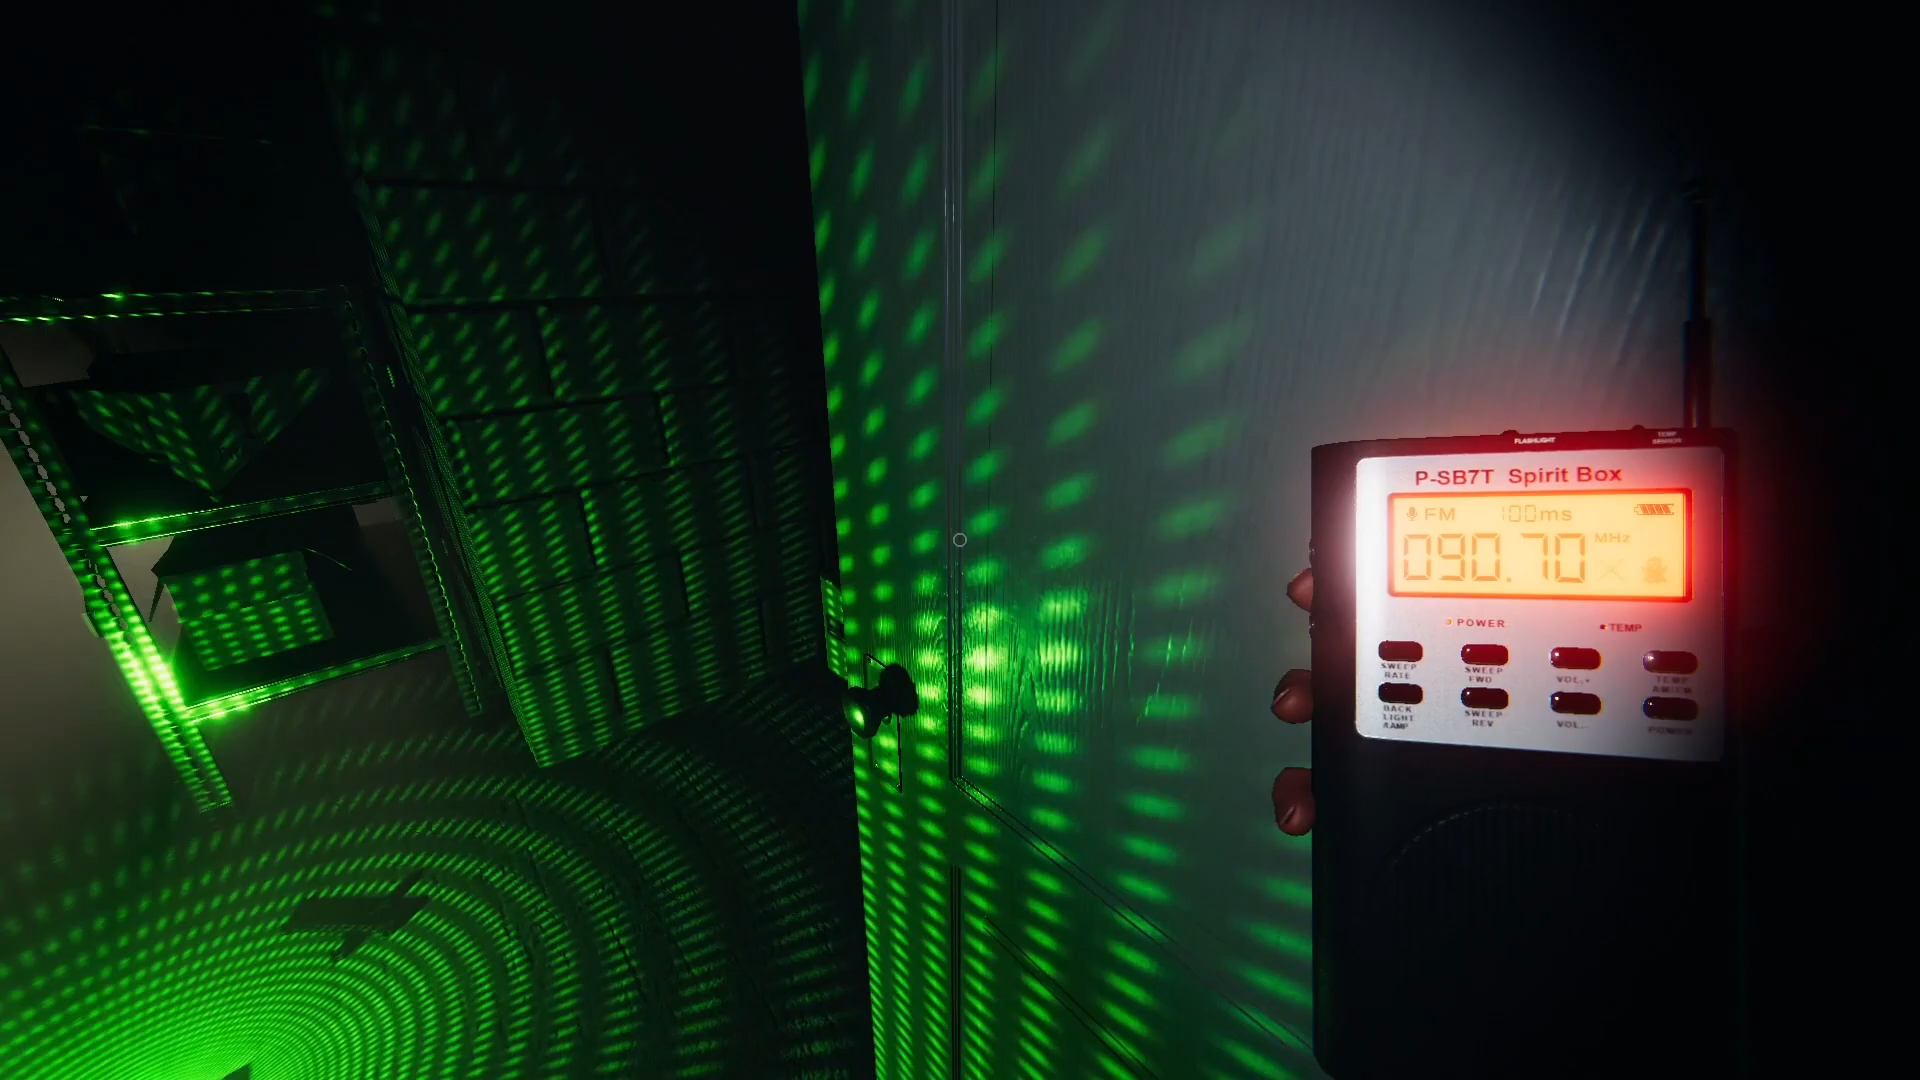 FLASHLIGHT
TEMP
SENSOR
P-SB7T Spirit Box
FM 100ms
090.70 MHz
POWER TEMP
SWEEP
RATE
SWEEP
FWD
VOL.+
TEMP
AM/FM
BACK
LIGHT
AMP
SWEEP
REV
VOL.-
POWER